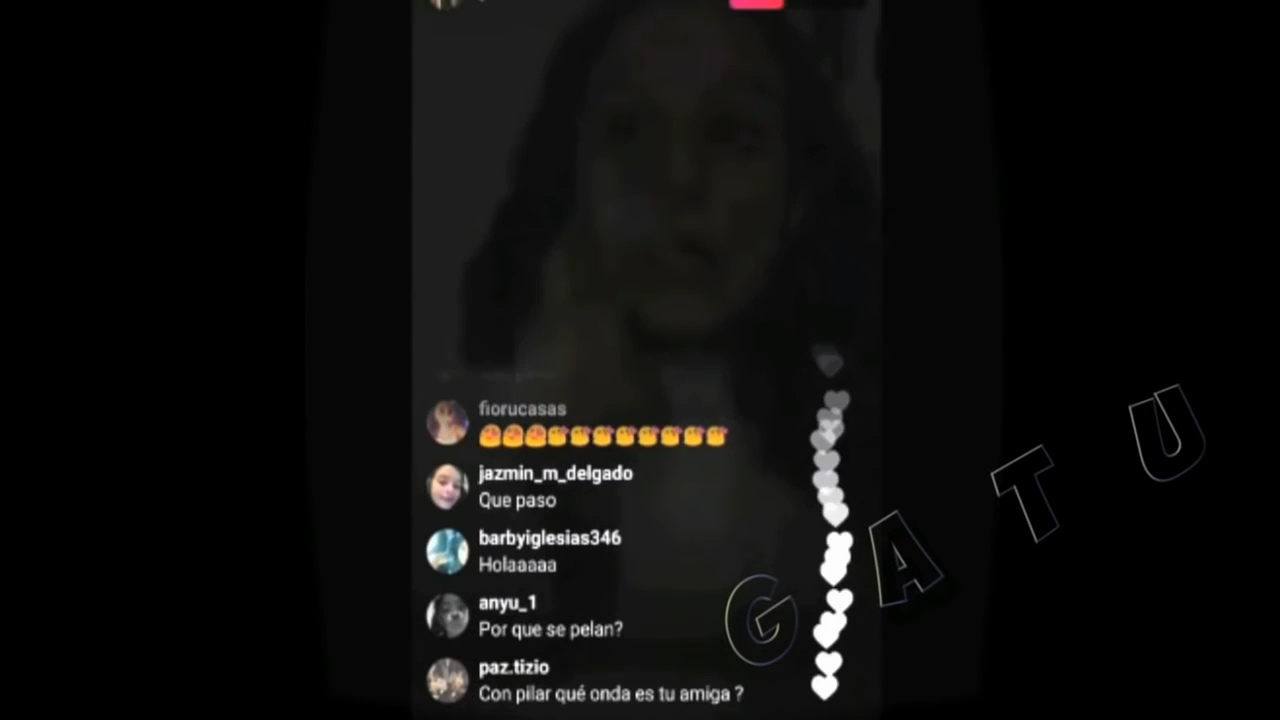 fiorucasas
jazmin_m_delgado
Que paso
barbyiglesias346
Holaaaaa
anyu_1
Por que se pelan?
paz.tizio
Con pilar qué onda es tu amiga ?
G A T U